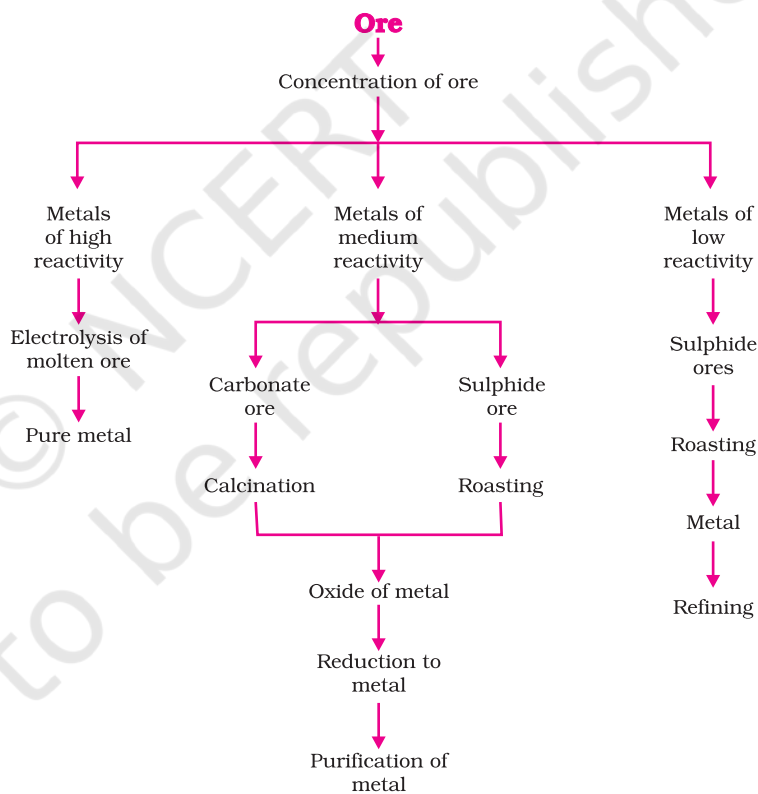 Ore
Concentration of ore
Metals
of high
reactivity
Electrolysis of
molten ore
Pure metal
Metals of
medium
reactivity
Carbonate
ore
Calcination
Sulphide
ore
Roasting
Oxide of metal
Reduction to
metal
Purification of
metal
Metals of
low
reactivity
Sulphide
ores
Roasting
Metal
Refining
© NCERT
to be republish